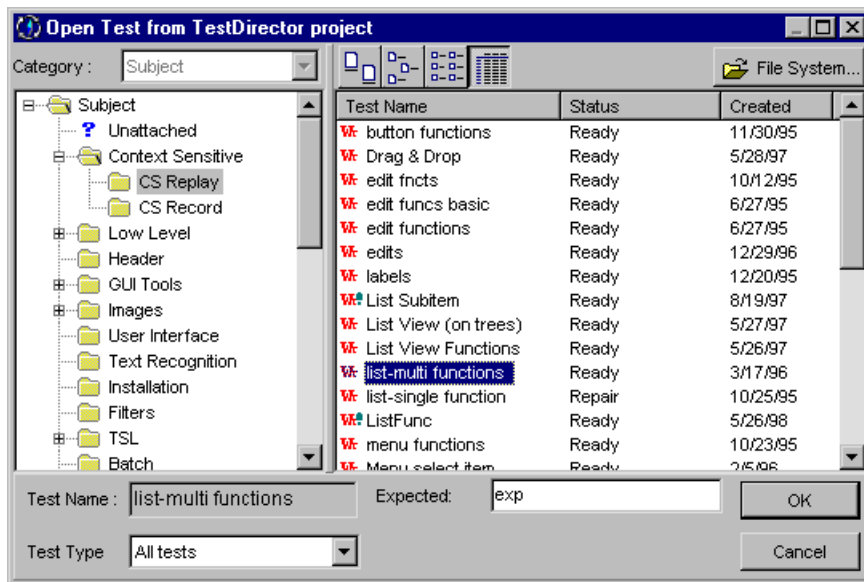 Open Test from TestDirector project
Category :
Subject
File System...
Subject
Unattached
Context Sensitive
CS Replay
CS Record
Low Level
Header
GUI Tools
Images
User Interface
Text Recognition
Installation
Filters
TSL
Batch
Test Name Status Created
button functions Ready 11/30/95
Drag & Drop Ready 5/28/97
edit fncts Ready 10/12/95
edit funcs basic Ready 6/27/95
edit functions Ready 6/27/95
edits Ready 12/29/96
labels Ready 12/20/95
List Subitem Ready 8/19/97
List View (on trees) Ready 5/27/97
List View Functions Ready 5/26/97
list-multi functions Ready 3/17/96
list-single function Repair 10/25/95
ListFunc Ready 5/26/98
menu functions Ready 10/23/95
Menu select item Ready 2/5/96
Test Name : list-multi functions
Expected: exp
OK
Test Type All tests
Cancel